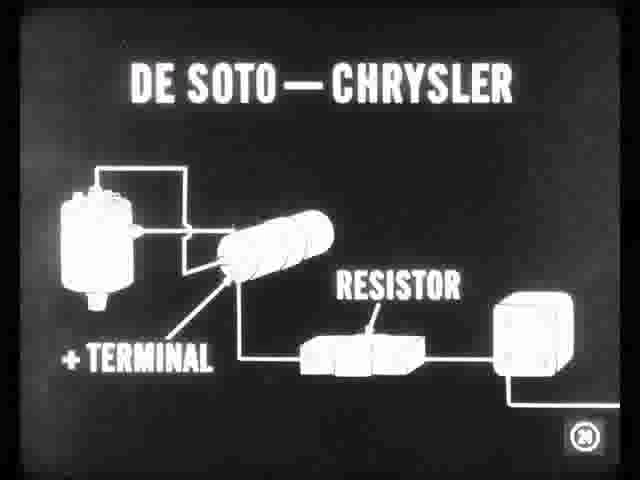 DE SOTO — CHRYSLER
RESISTOR
+ TERMINAL
20